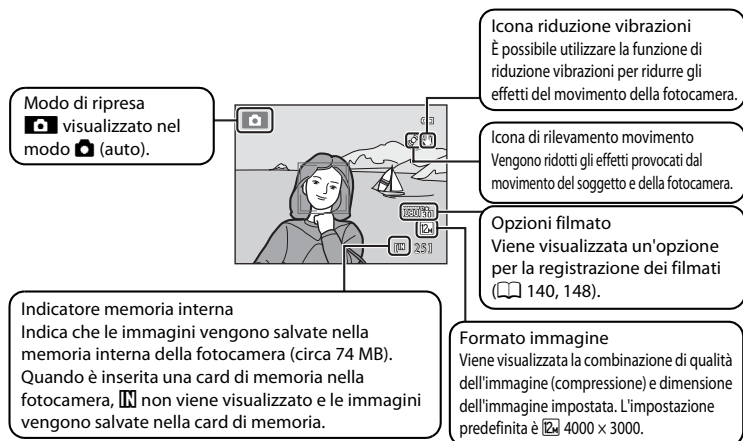 Icona riduzione vibrazioni
È possibile utilizzare la funzione di
riduzione vibrazioni per ridurre gli
effetti del movimento della fotocamera.
Modo di ripresa
visualizzato nel
modo (auto).
Icona di rilevamento movimento
Vengono ridotti gli effetti provocati dal
movimento del soggetto e della fotocamera.
Opzioni filmato
Viene visualizzata un'opzione
per la registrazione dei filmati
(140, 148).
12M
IN 251
Indicatore memoria interna
Indica che le immagini vengono salvate nella
memoria interna della fotocamera (circa 74 MB).
Quando è inserita una card di memoria nella
fotocamera, IN non viene visualizzato e le immagini
vengono salvate nella card di memoria.
Formato immagine
Viene visualizzata la combinazione di qualità
dell'immagine (compressione) e dimensione
dell'immagine impostata. L'impostazione
predefinita è 12M 4000 × 3000.